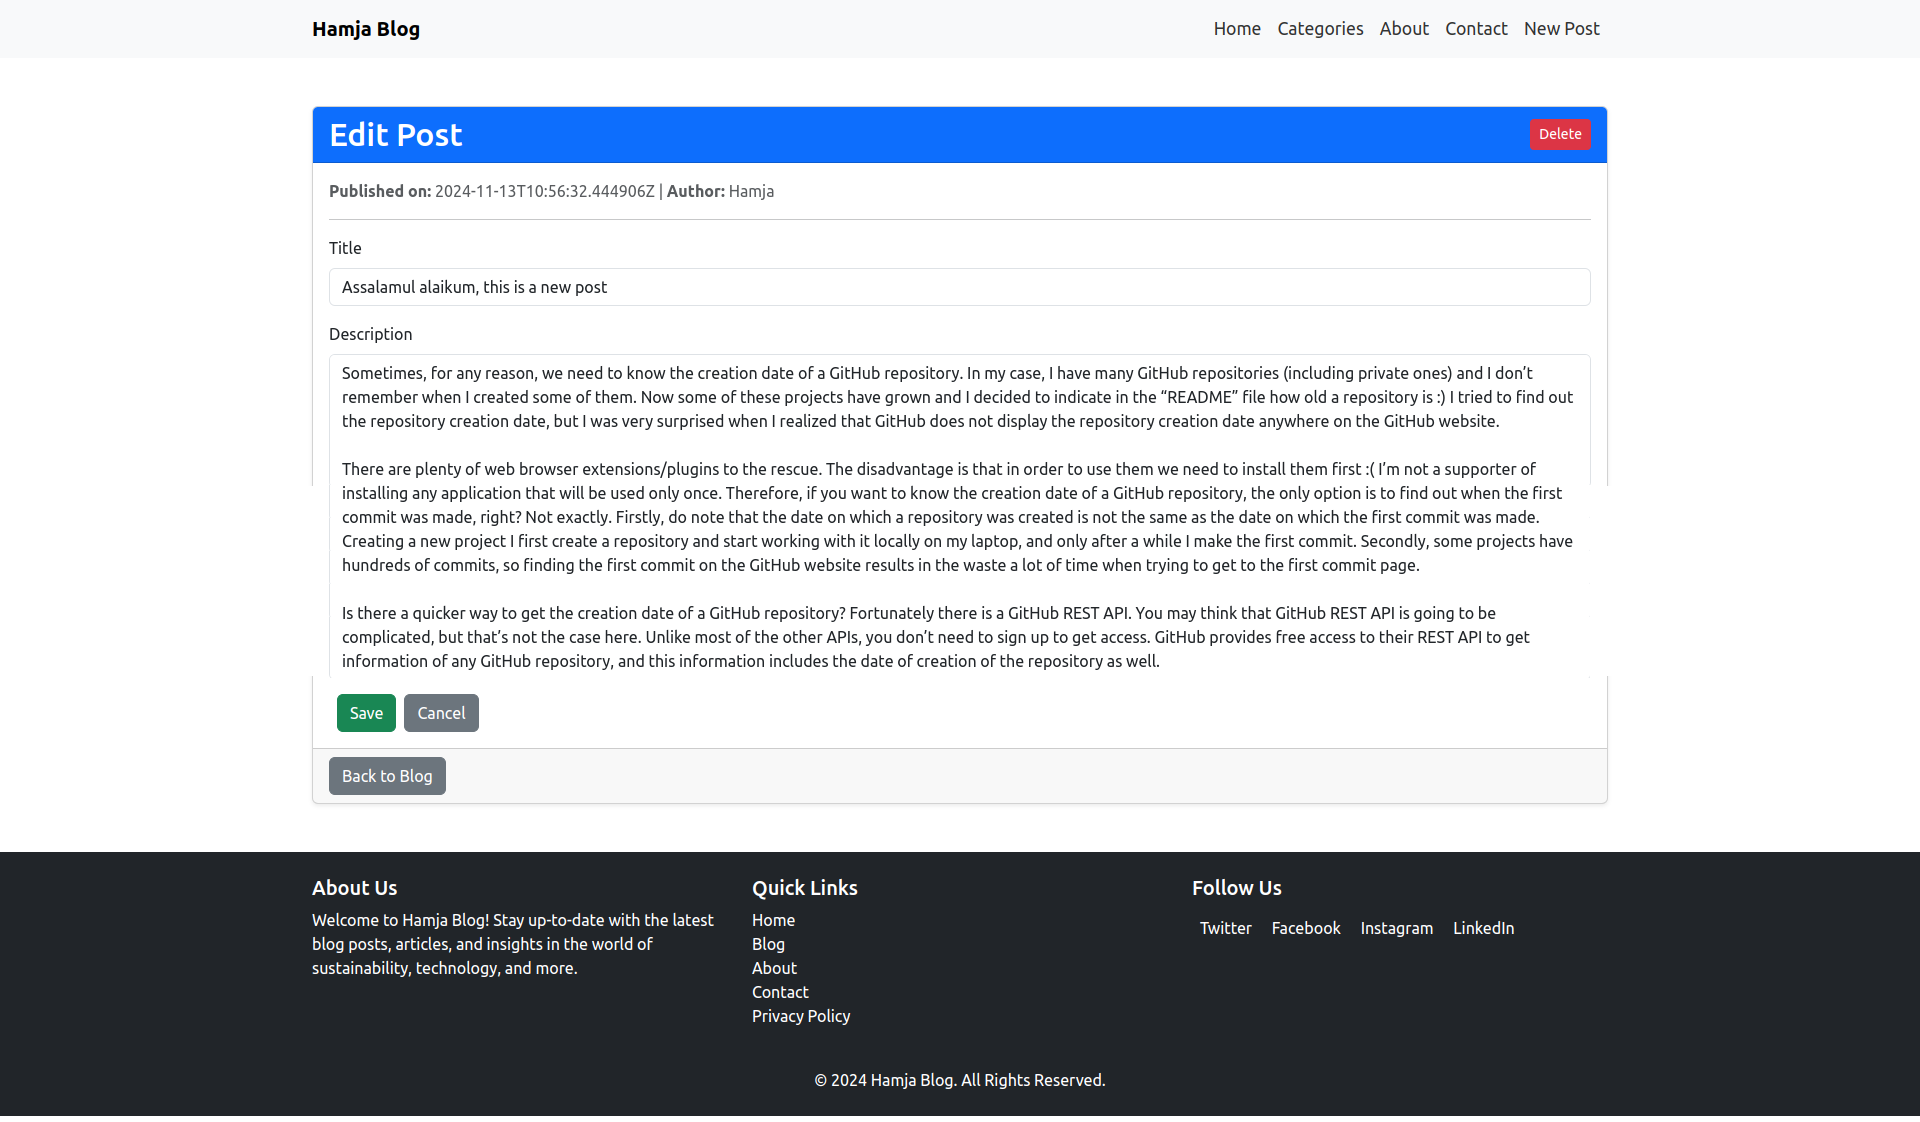 Hamja Blog
Home Categories About Contact New Post
Edit Post
Delete
Published on: 2024-11-13T10:56:32.444906Z | Author: Hamja
Title
Assalamul alaikum, this is a new post
Description
Sometimes, for any reason, we need to know the creation date of a GitHub repository. In my case, I have many GitHub repositories (including private ones) and I don’t
remember when I created some of them. Now some of these projects have grown and I decided to indicate in the “README” file how old a repository is :) I tried to find out
the repository creation date, but I was very surprised when I realized that GitHub does not display the repository creation date anywhere on the GitHub website.
There are plenty of web browser extensions/plugins to the rescue. The disadvantage is that in order to use them we need to install them first :( I’m not a supporter of
installing any application that will be used only once. Therefore, if you want to know the creation date of a GitHub repository, the only option is to find out when the first
commit was made, right? Not exactly. Firstly, do note that the date on which a repository was created is not the same as the date on which the first commit was made.
Creating a new project I first create a repository and start working with it locally on my laptop, and only after a while I make the first commit. Secondly, some projects have
hundreds of commits, so finding the first commit on the GitHub website results in the waste a lot of time when trying to get to the first commit page.
Is there a quicker way to get the creation date of a GitHub repository? Fortunately there is a GitHub REST API. You may think that GitHub REST API is going to be
complicated, but that’s not the case here. Unlike most of the other APIs, you don’t need to sign up to get access. GitHub provides free access to their REST API to get
information of any GitHub repository, and this information includes the date of creation of the repository as well.
Save Cancel
Back to Blog
About Us
Welcome to Hamja Blog! Stay up-to-date with the latest
blog posts, articles, and insights in the world of
sustainability, technology, and more.
Quick Links
Home
Blog
About
Contact
Privacy Policy
Follow Us
Twitter Facebook Instagram LinkedIn
© 2024 Hamja Blog. All Rights Reserved.